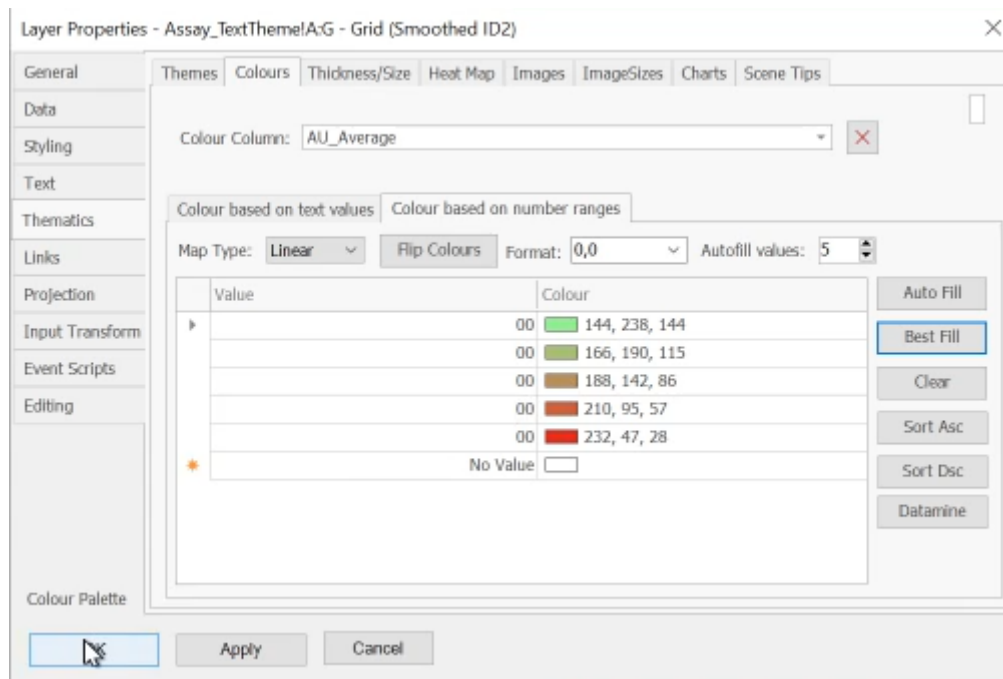 Layer Properties - Assay_TextTheme!A:G - Grid (Smoothed ID2)
General
Data
Styling
Text
Thematics
Links
Projection
Input Transform
Event Scripts
Editing
Colour Palette
Themes Colours Thickness/Size Heat Map Images ImageSizes Charts Scene Tips
Colour Column: AU_Average
Colour based on text values Colour based on number ranges
Map Type: Linear Flip Colours Format: 0,0 Autofill values: 5
Value Colour
00 144, 238, 144
00 166, 190, 115
00 188, 142, 86
00 210, 95, 57
00 232, 47, 28
No Value
Auto Fill
Best Fill
Clear
Sort Asc
Sort Dsc
Datamine
Apply Cancel